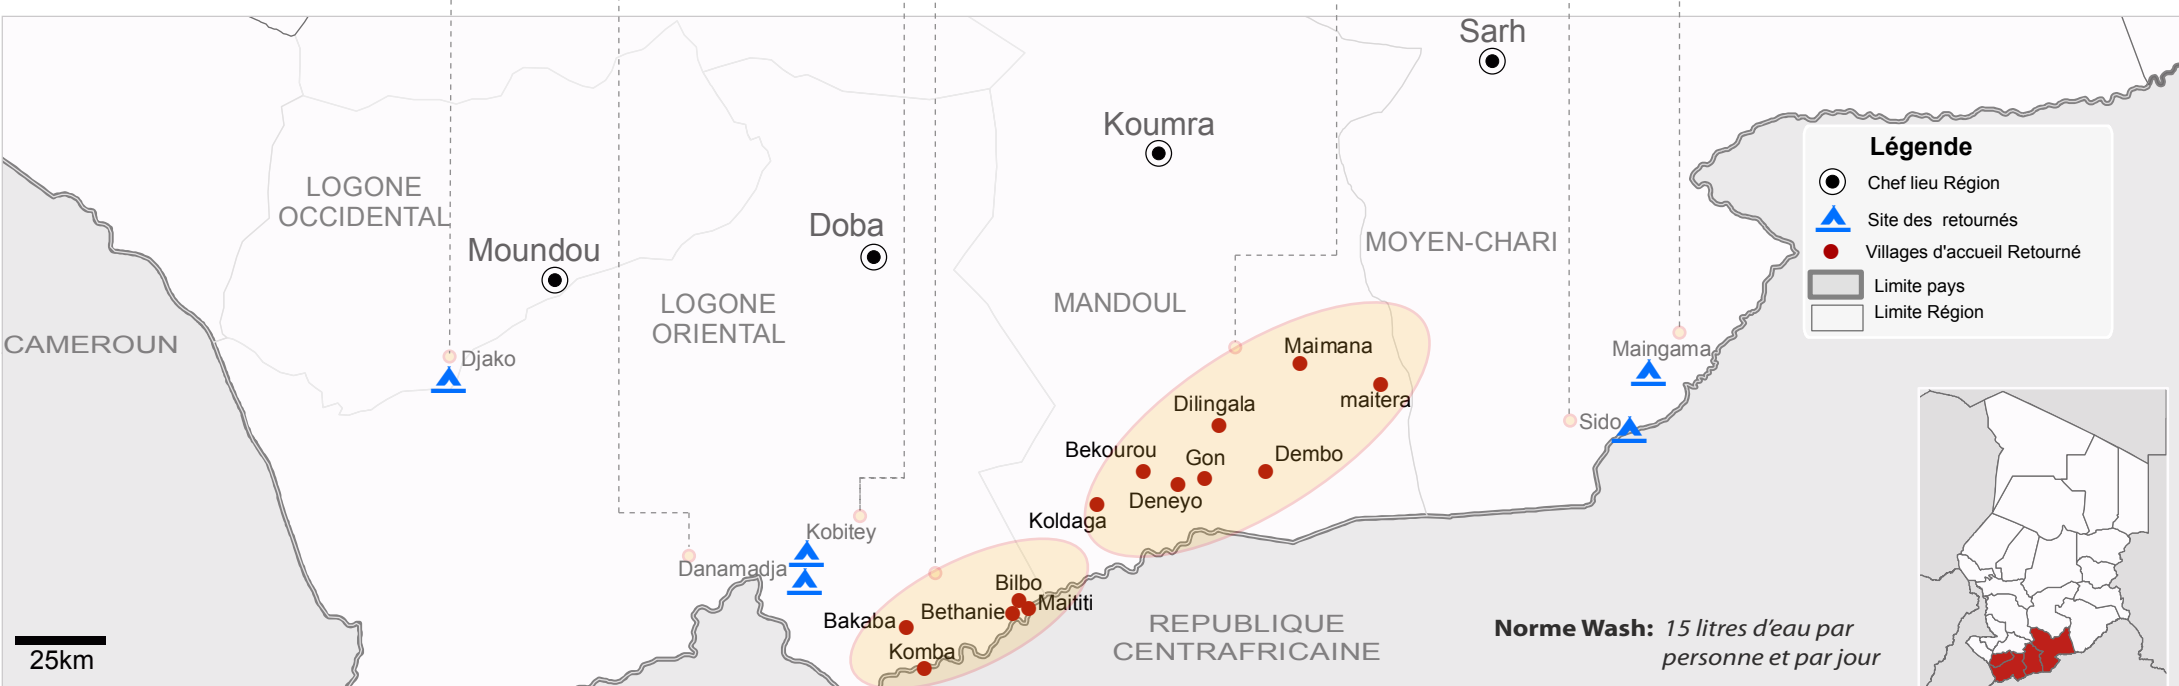 Sarh
Koumra
LOGONE
OCCIDENTAL
Moundou
Doba
MOYEN-CHARI
LOGONE
ORIENTAL
MANDOUL
CAMEROUN
Djako
Maimana
maitera
Dilingala
Bekourou
Gon
Dembo
Deneyo
Koldaga
Maingama
Sido
Kobitey
Danamadja
Bilbo
Bethanie
Maititi
Bakaba
Komba
REPUBLIQUE
CENTRAFRICAINE
25km
Légende
Chef lieu Région
Site des retournés
Villages d'accueil Retourné
Limite pays
Limite Région
Norme Wash: 15 litres d'eau par
personne et par jour